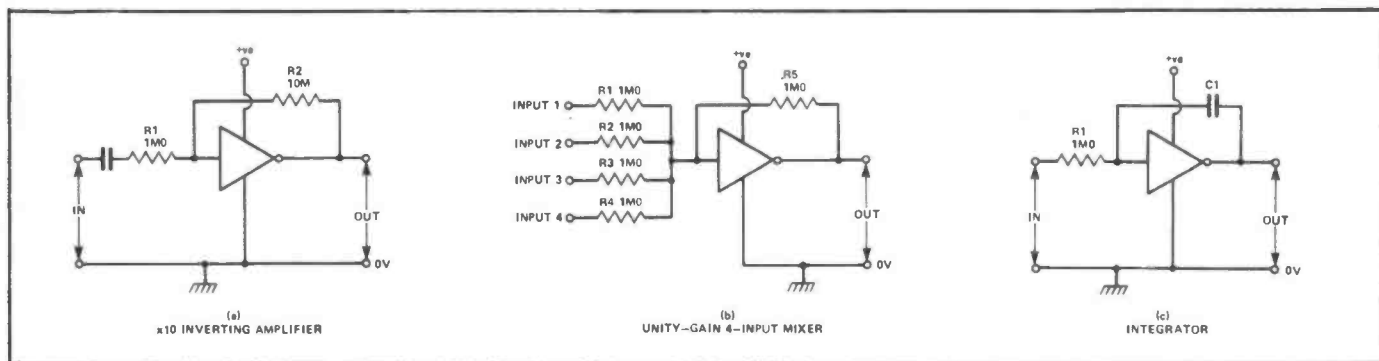 +ve
R2
10M
R1
1M0
IN
OUT
0V
(a)
x10 INVERTING AMPLIFIER
+ve
R5
1M0
INPUT 1
R1 1M0
INPUT 2
R2 1M0
INPUT 3
R3 1M0
INPUT 4
R4 1M0
OUT
0V
(b)
UNITY-GAIN 4-INPUT MIXER
+ve
C1
R1
1M0
IN
OUT
0V
(c)
INTEGRATOR